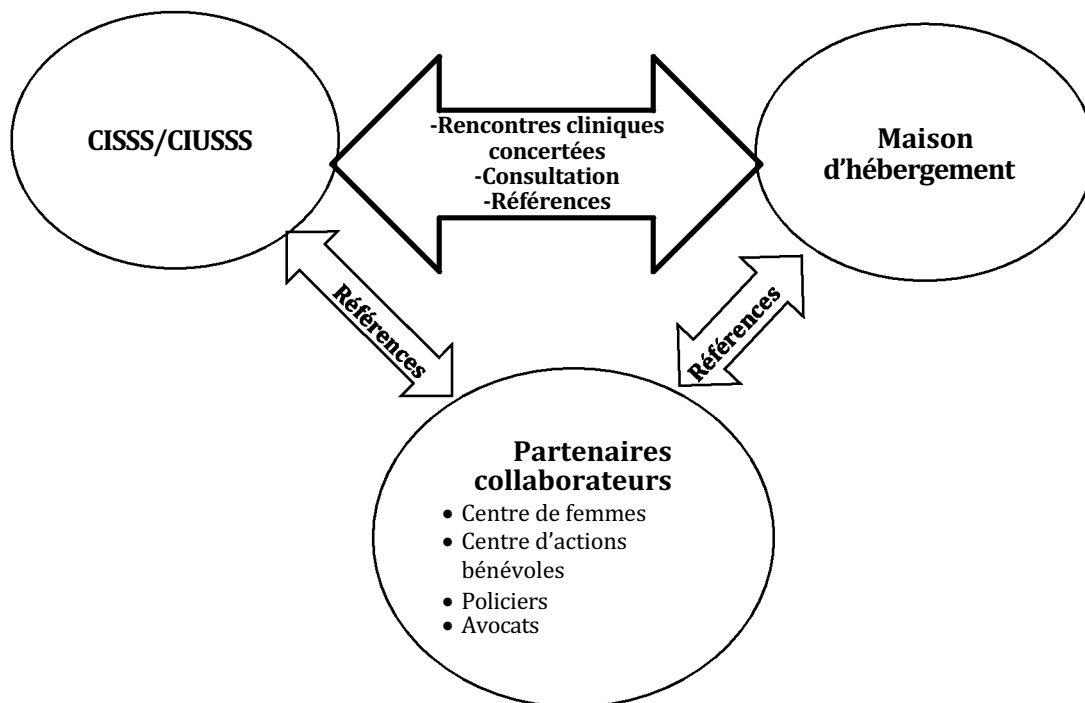 CISSS/CIUSSS
-Rencontres cliniques
concertées
-Consultation
-Références
Maison
d'hébergement
Références
Références
Partenaires
collaborateurs
• Centre de femmes
• Centre d’actions
bénévoles
• Policiers
• Avocats